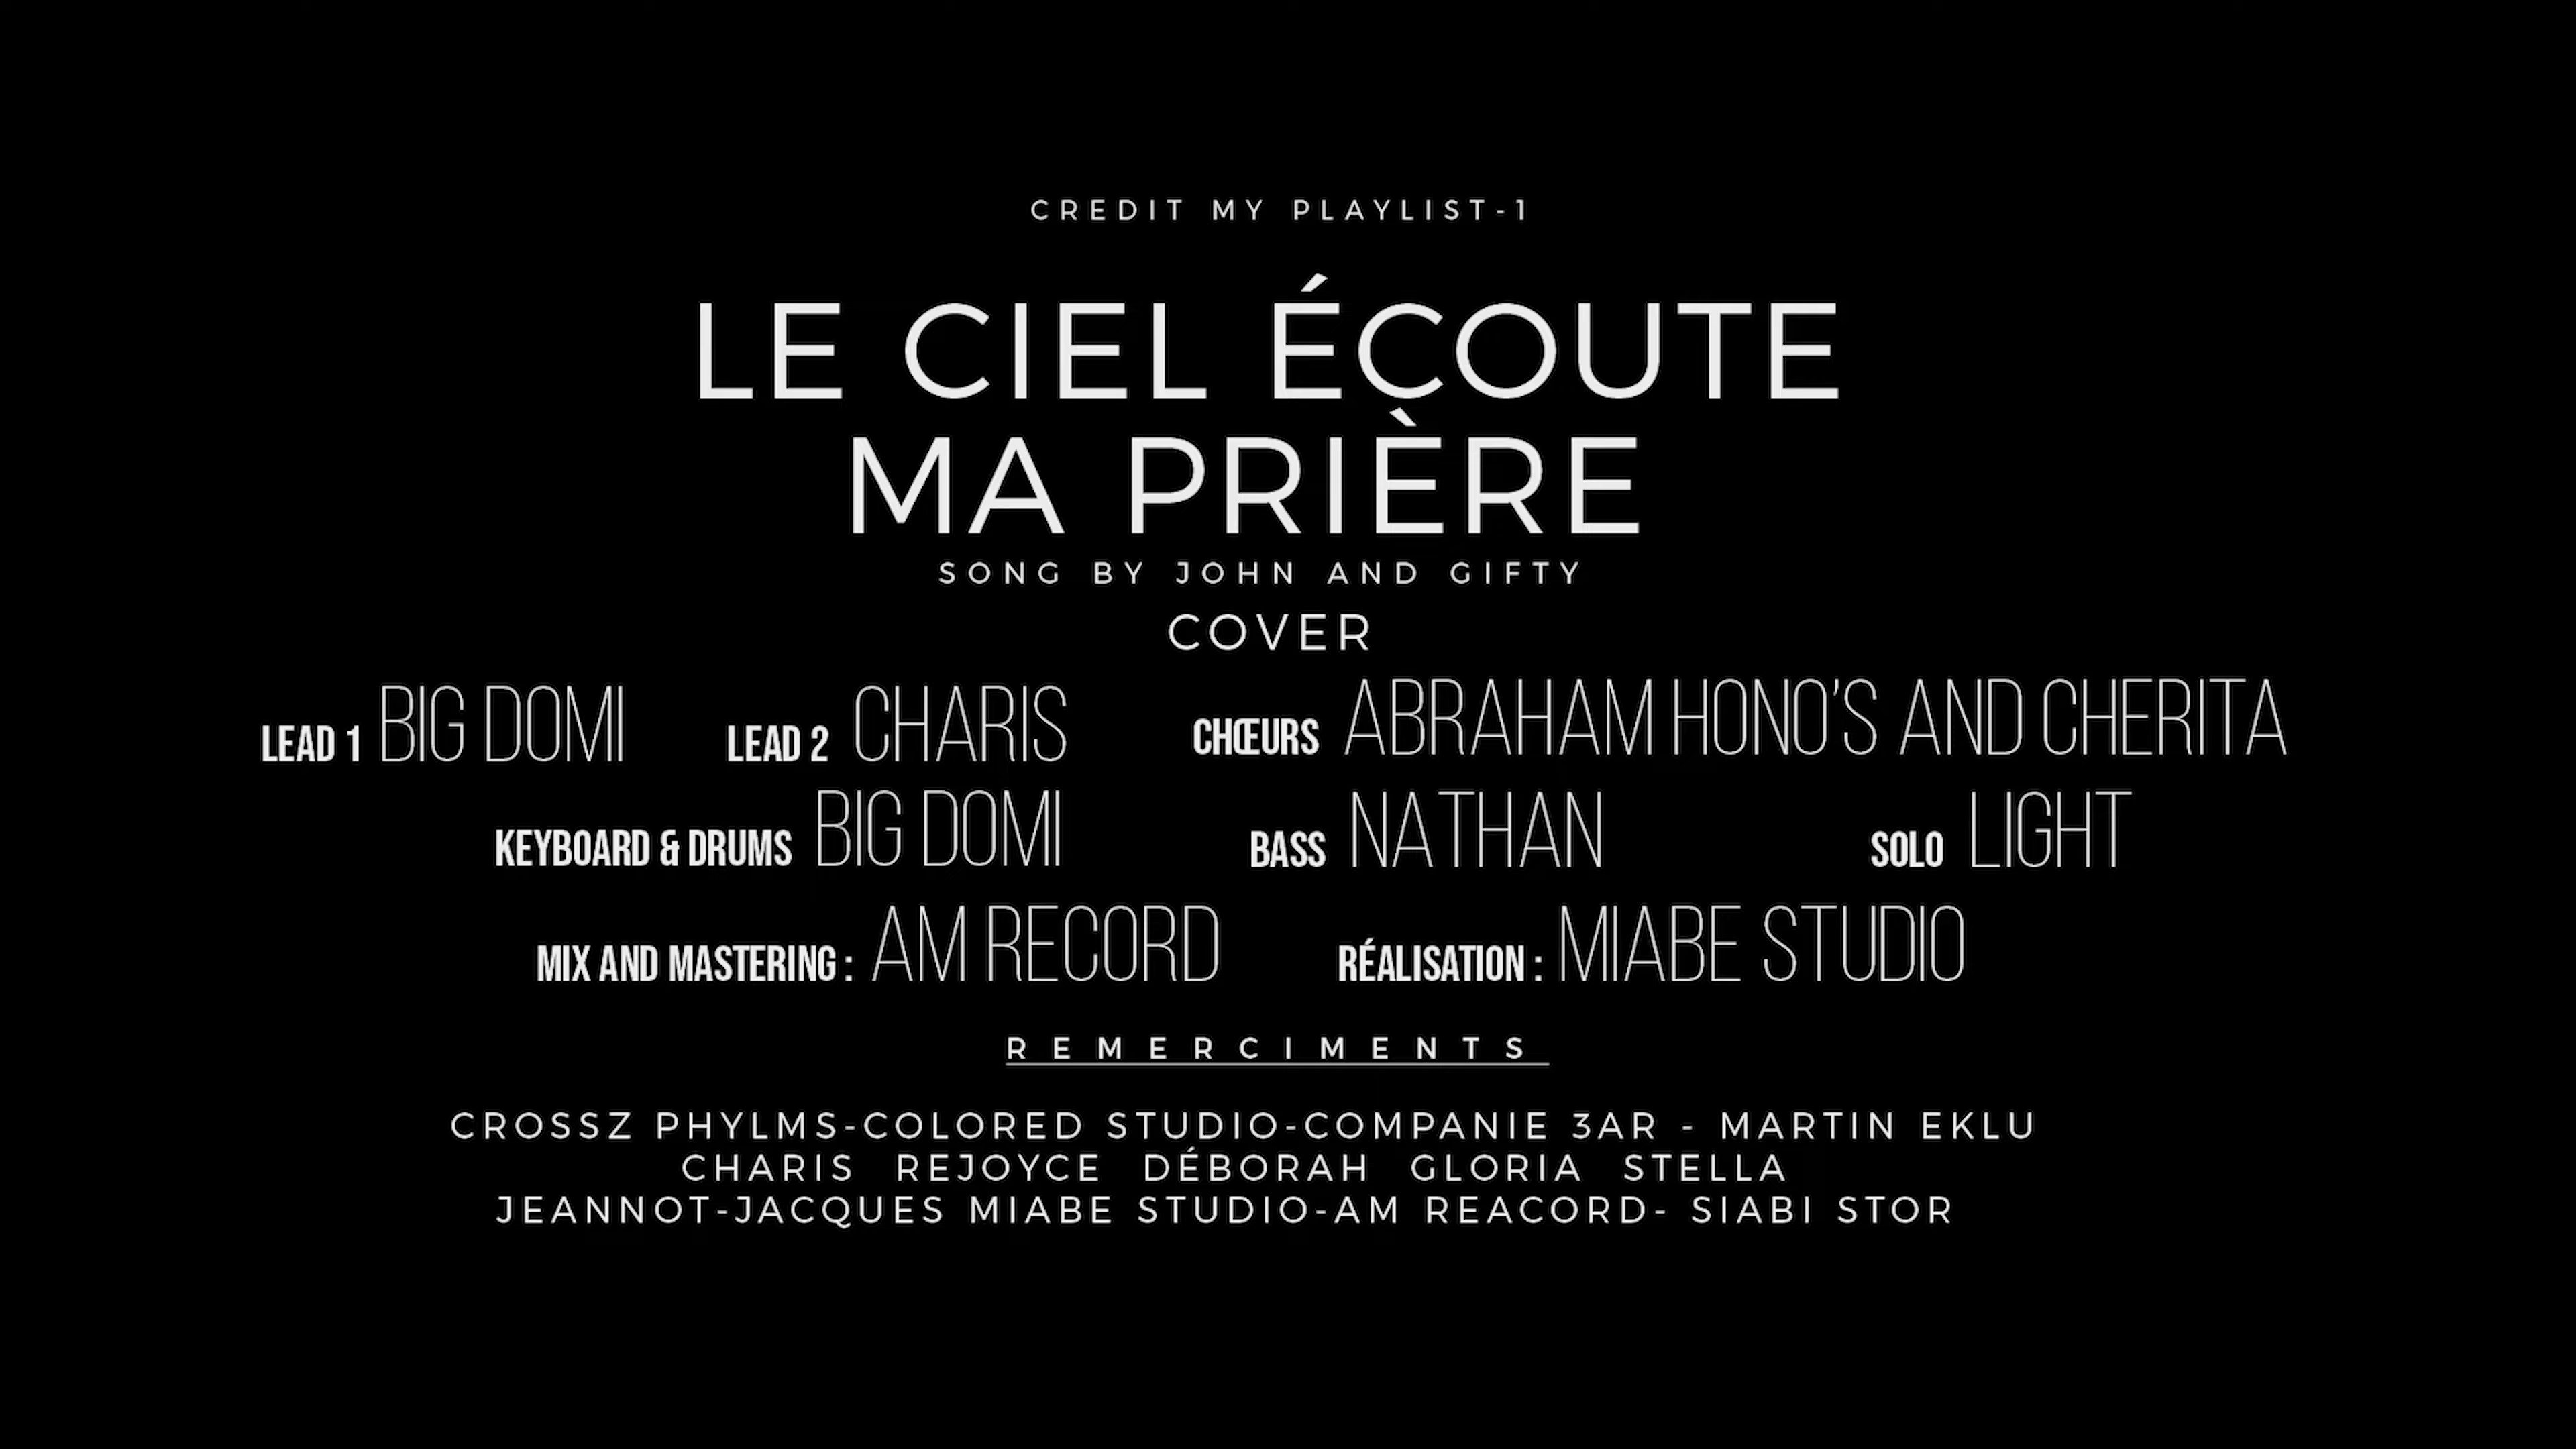 CREDIT MY PLAYLIST-1
LE CIEL ÉCOUTE
MA PRIÈRE
SONG BY JOHN AND GIFTY
COVER
LEAD 1 BIG DOMI LEAD 2 CHARIS CHŒURS ABRAHAM HONO'S AND CHERITA
KEYBOARD & DRUMS BIG DOMI BASS NATHAN SOLO LIGHT
MIX AND MASTERING : AM RECORD RÉALISATION : MIABE STUDIO
REMERCIMENTS
CROSSZ PHYLMS-COLORED STUDIO-COMPANIE 3AR - MARTIN EKLU
CHARIS REJOYCE DÉBORAH GLORIA STELLA
JEANNOT-JACQUES MIABE STUDIO-AM REACORD- SIABI STOR